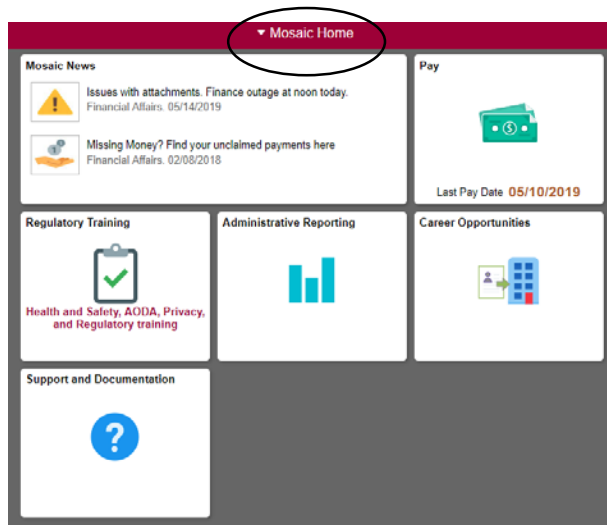 Mosaic Home
Mosaic News
Issues with attachments. Finance outage at noon today.
Financial Affairs. 05/14/2019
Missing Money? Find your unclaimed payments here
Financial Affairs. 02/08/2018
Pay
Last Pay Date 05/10/2019
Regulatory Training
Health and Safety, AODA, Privacy,
and Regulatory training
Administrative Reporting
Career Opportunities
Support and Documentation
?